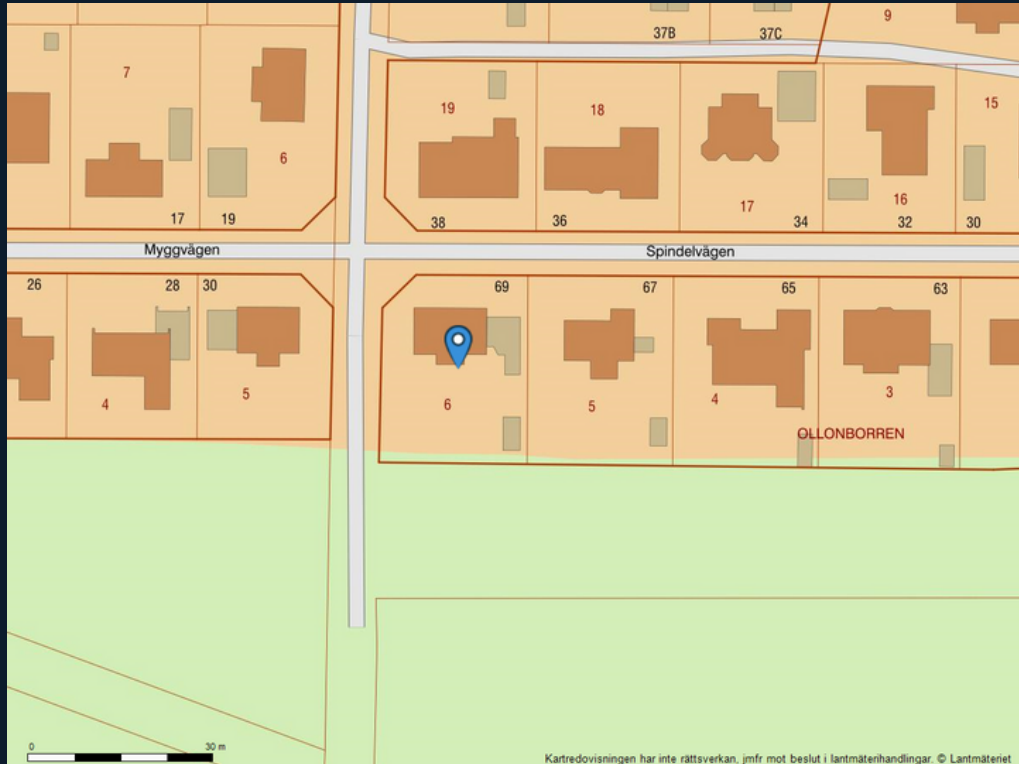 9
37B 37C
7 19 18 15
6
17 16
17 19 38 36 34 32 30
Myggvägen Spindelvägen
26 28 30 69 67 65 63
4 5 6 5 4 3
OLLONBORREN
0 30 m
Kartredovisningen har inte rättsverkan, jmfr mot beslut i lantmäterihandlingar. © Lantmäteriet